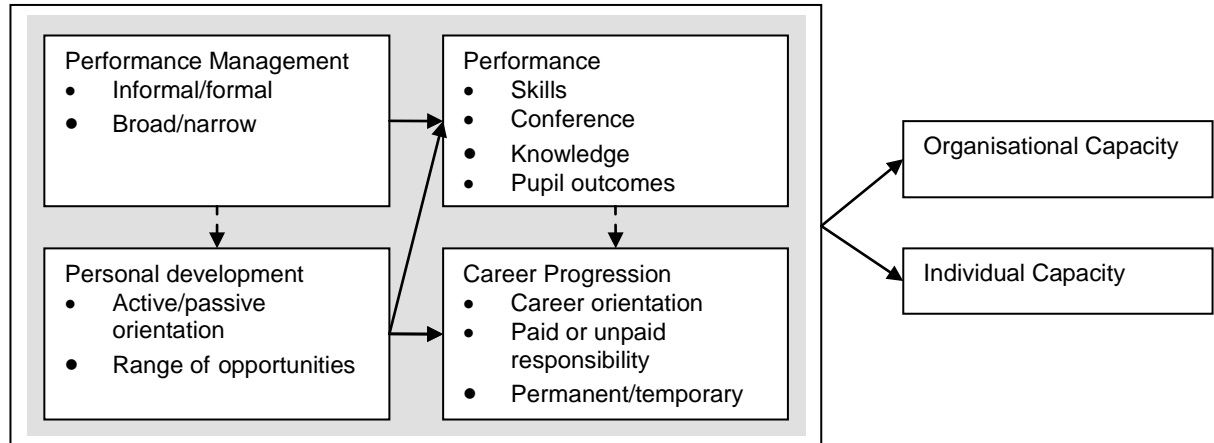 Performance Management
• Informal/formal
• Broad/narrow
Performance
• Skills
• Conference
• Knowledge
• Pupil outcomes
Personal development
• Active/passive
orientation
• Range of opportunities
Career Progression
• Career orientation
• Paid or unpaid
responsibility
• Permanent/temporary
Organisational Capacity
Individual Capacity